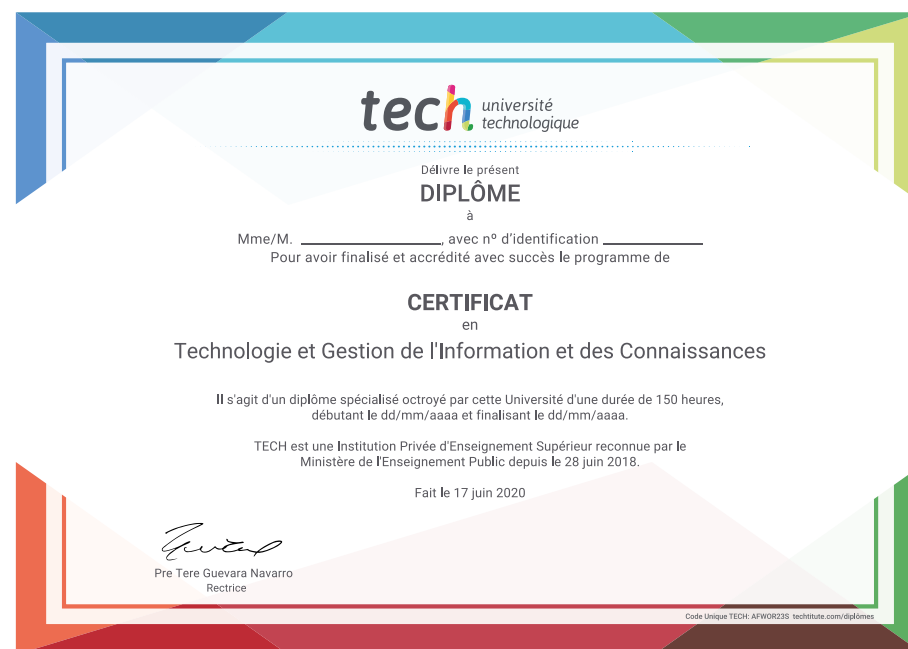 tech université
technologique
Délivre le présent
DIPLÔME
à
Mme/M. ____________________, avec nº d'identification ______________
Pour avoir finalisé et accrédité avec succès le programme de
CERTIFICAT
en
Technologie et Gestion de l'Information et des Connaissances
Il s'agit d'un diplôme spécialisé octroyé par cette Université d'une durée de 150 heures,
débutant le dd/mm/aaaa et finalisant le dd/mm/aaaa.
TECH est une Institution Privée d'Enseignement Supérieur reconnue par le
Ministère de l'Enseignement Public depuis le 28 juin 2018.
Fait le 17 juin 2020
Pre Tere Guevara Navarro
Rectrice
Code Unique TECH: AFWOR23S techtitute.com/diplômes